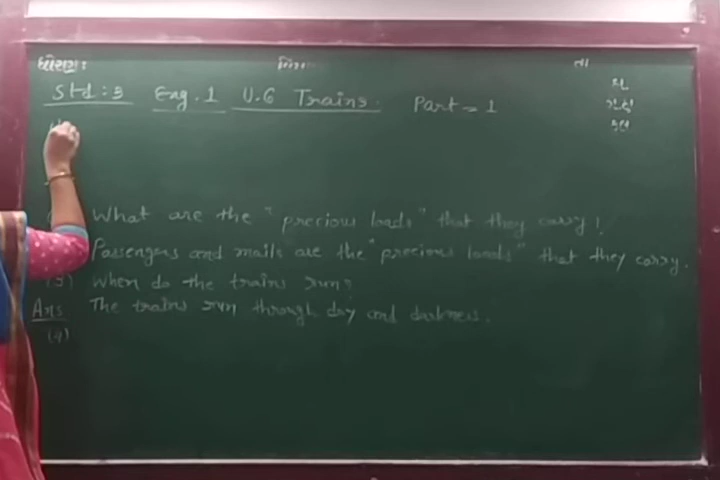 ધોરણ: વિષય તા
Std: 3 Eng. 1 U.6 Trains. Part = 1
What are the "precious loads" that they carry?
Passengers and mails are the "precious loads" that they carry.
(3) When do the trains run?
Ans The trains run through day and darkness.
(4)